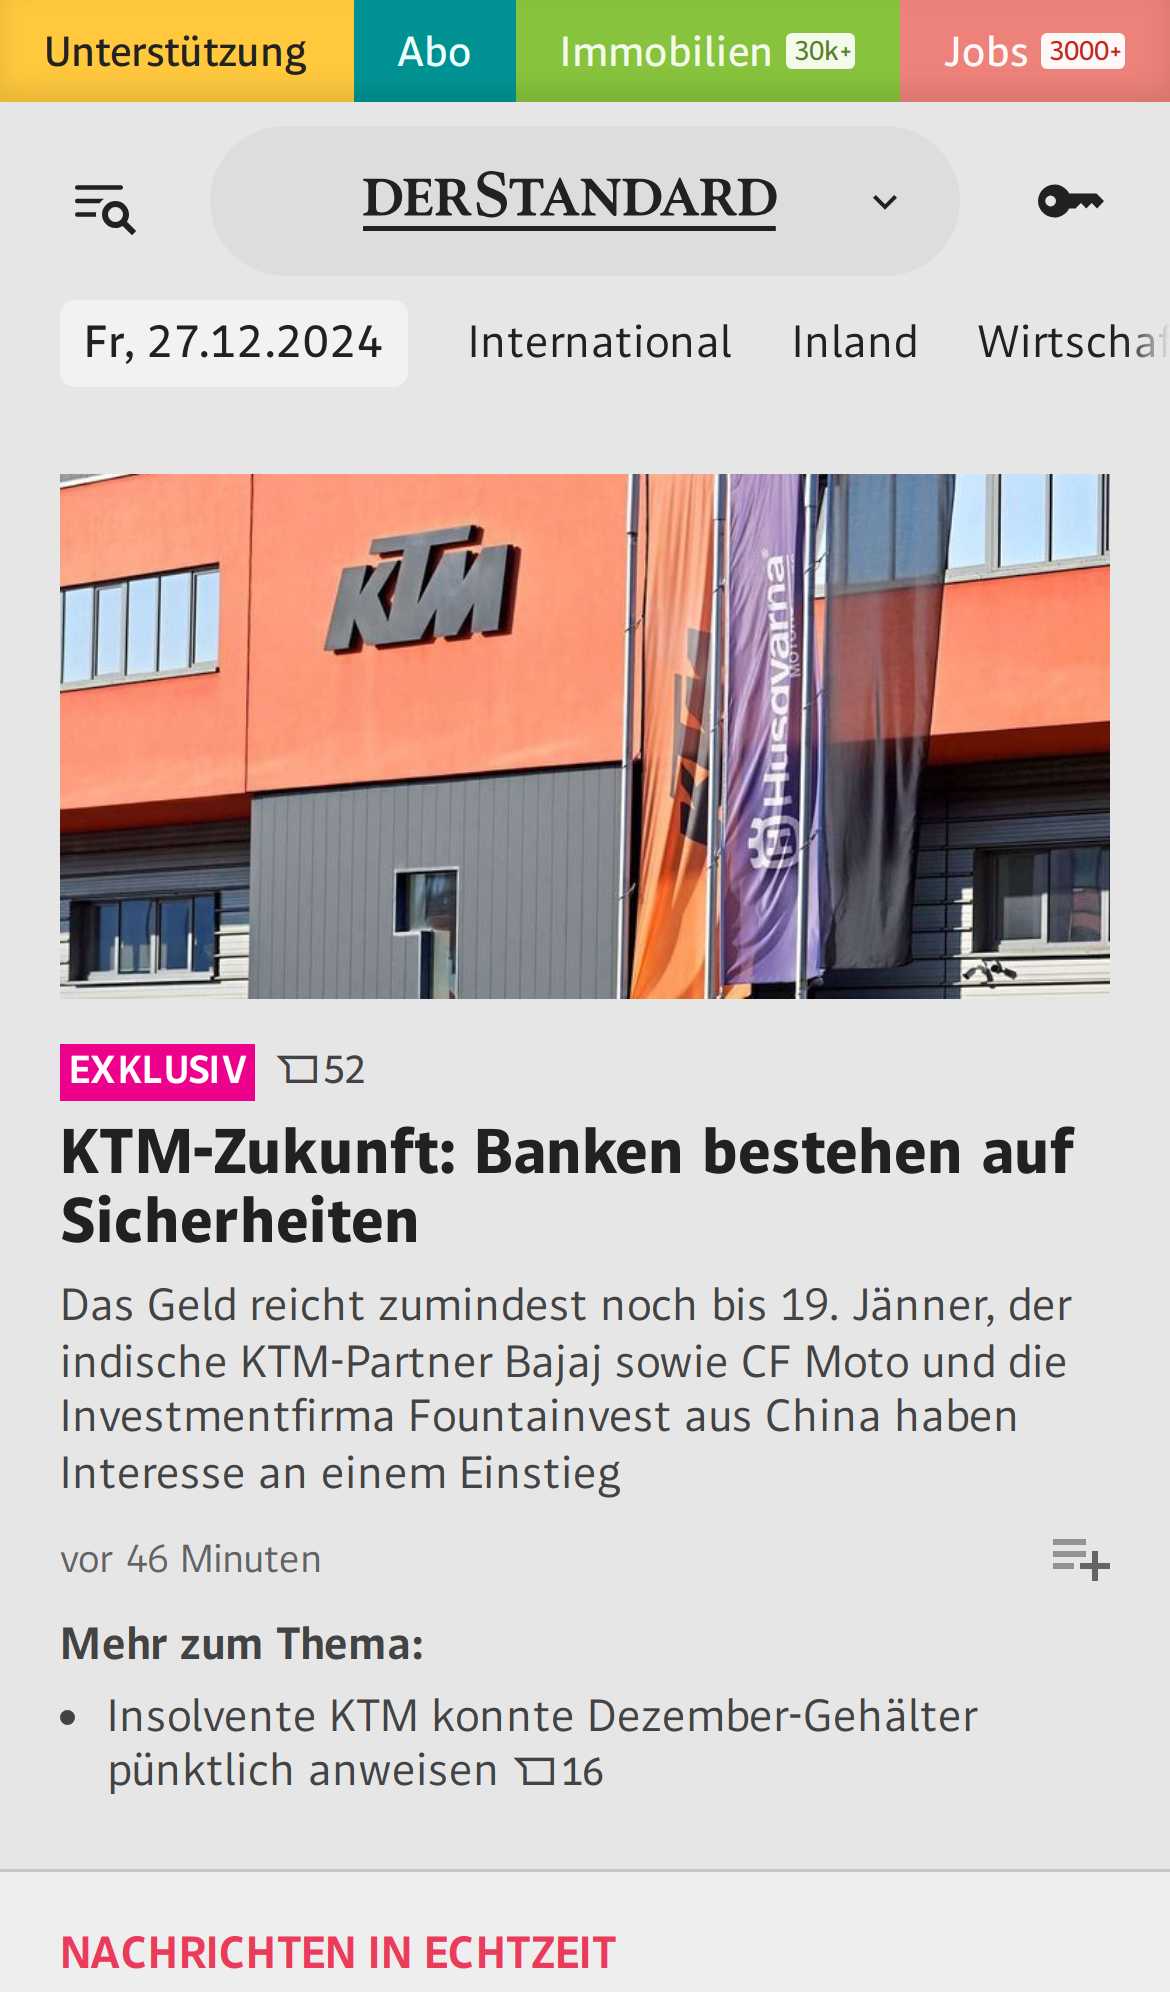 Unterstützung
Abo
Immobilien 30k+
Jobs 3000+
DERSTANDARD
Fr, 27.12.2024
International
Inland
Wirtschaf
KTM
KTM
Husqvarna
EXKLUSIV 52
KTM-Zukunft: Banken bestehen auf
Sicherheiten
Das Geld reicht zumindest noch bis 19. Jänner, der
indische KTM-Partner Bajaj sowie CF Moto und die
Investmentfirma Fountainvest aus China haben
Interesse an einem Einstieg
vor 46 Minuten
Mehr zum Thema:
• Insolvente KTM konnte Dezember-Gehälter
pünktlich anweisen 16
NACHRICHTEN IN ECHTZEIT